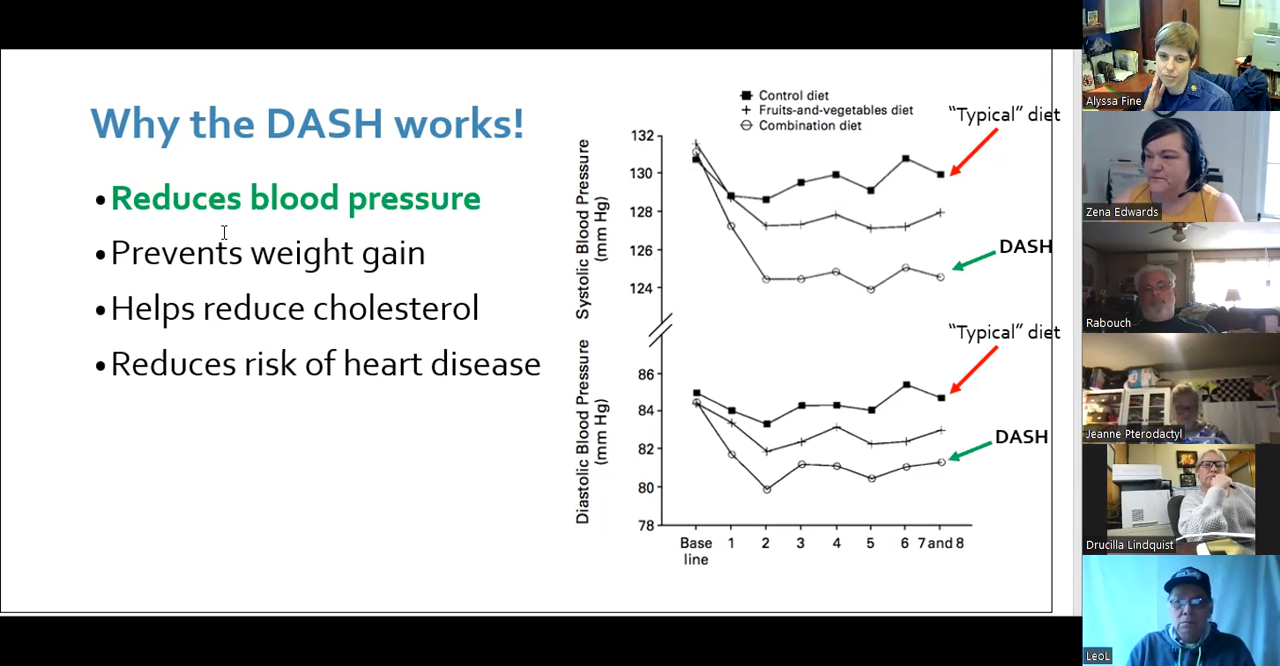 Why the DASH works!
•Reduces blood pressure
•Prevents weight gain
•Helps reduce cholesterol
•Reduces risk of heart disease
Control diet
Fruits-and-vegetables diet
Combination diet
"Typical" diet
DASH
Systolic Blood Pressure
(mm Hg)
132
130
128
126
124
"Typical" diet
DASH
Diastolic Blood Pressure
(mm Hg)
86
84
82
80
78
Base line 1 2 3 4 5 6 7 and 8
Alyssa Fine
Zena Edwards
Rabouch
Jeanne Pterodactyl
Drucilla Lindquist
LeoL